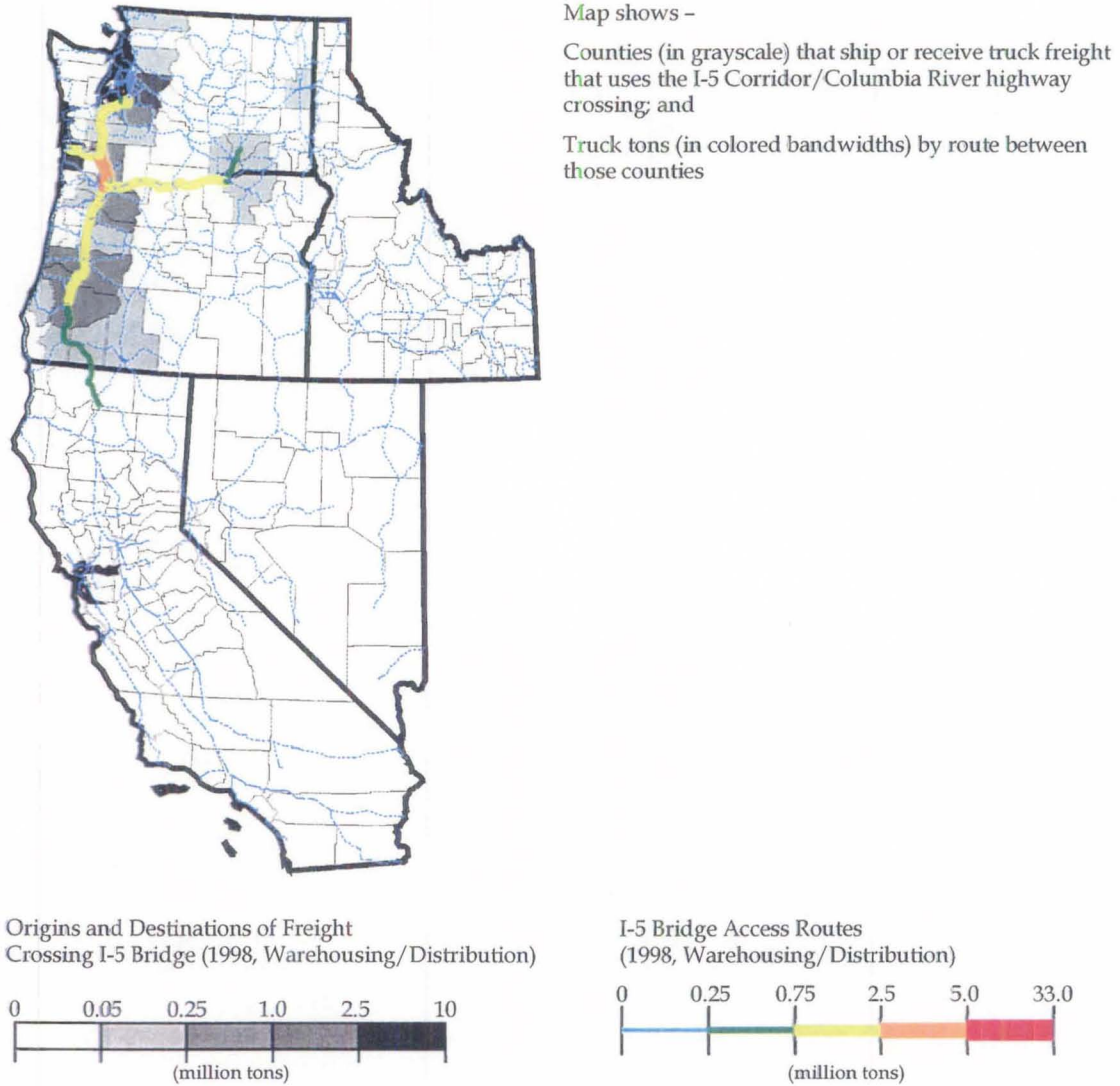 Map shows –
Counties (in grayscale) that ship or receive truck freight
that uses the I-5 Corridor/Columbia River highway
crossing; and
Truck tons (in colored bandwidths) by route between
those counties
Origins and Destinations of Freight
Crossing I-5 Bridge (1998, Warehousing/Distribution)
0 0.05 0.25 1.0 2.5 10
(million tons)
I-5 Bridge Access Routes
(1998, Warehousing/Distribution)
0 0.25 0.75 2.5 5.0 33.0
(million tons)